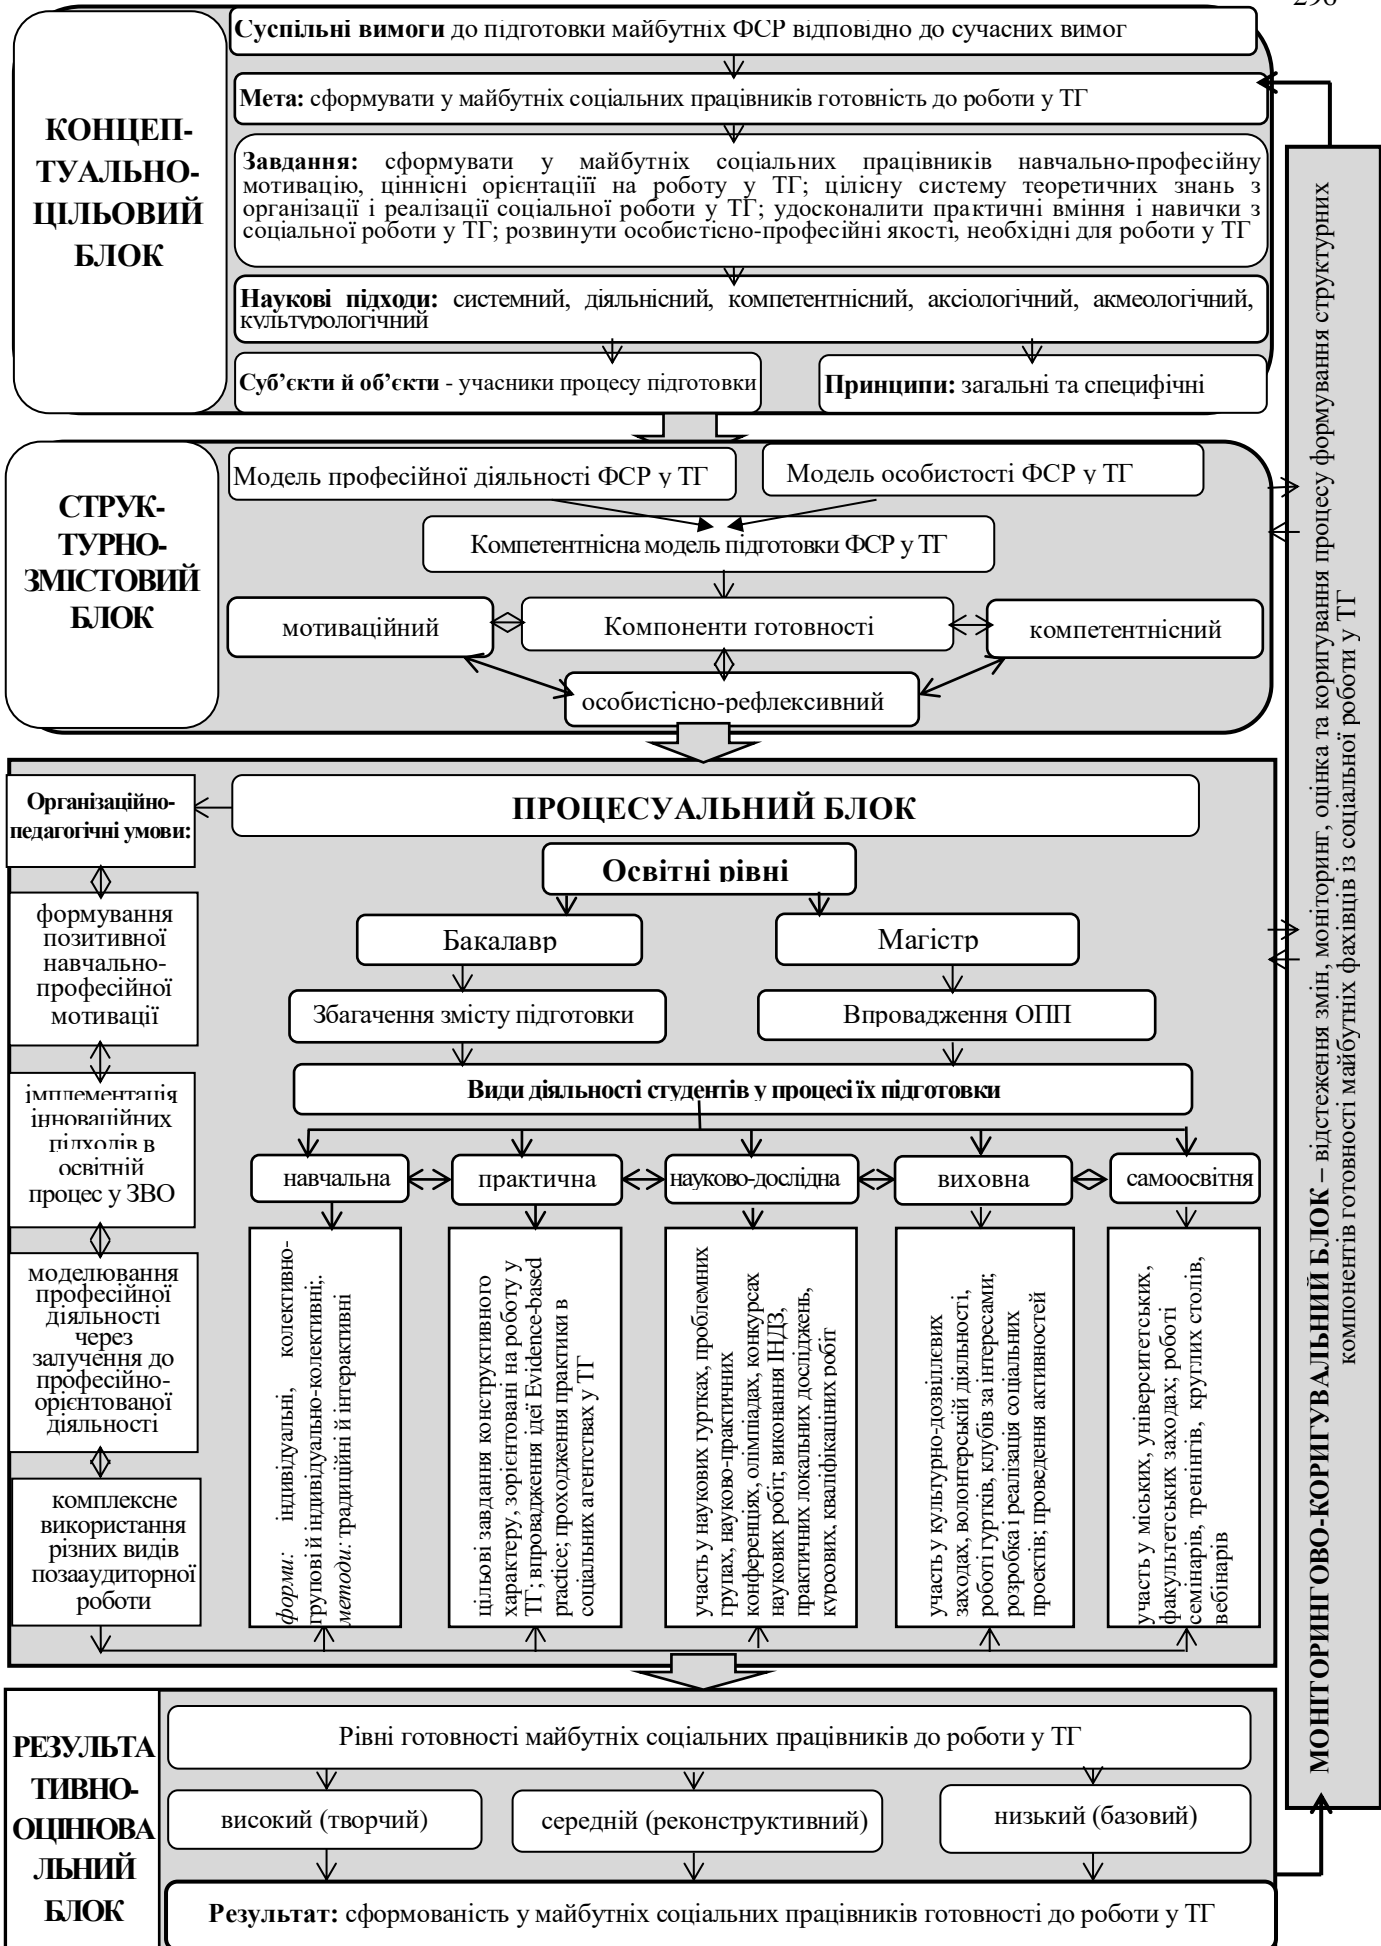 296
Суспільні вимоги до підготовки майбутніх ФСР відповідно до сучасних вимог
КОНЦЕП-
ТУАЛЬНО-
ЦІЛЬОВИЙ
БЛОК
Мета: сформувати у майбутніх соціальних працівників готовність до роботи у ТГ
Завдання: сформувати у майбутніх соціальних працівників навчально-професійну
мотивацію, ціннісні орієнтаціїі на роботу у ТГ; цілісну систему теоретичних знань з
організації і реалізації соціальної роботи у ТГ; удосконалити практичні вміння і навички з
соціальної роботи у ТГ; розвинути особистісно-професійні якості, необхідні для роботи у ТГ
Наукові підходи: системний, діяльнісний, компетентнісний, аксіологічний, акмеологічний,
культурологічний
Суб’єкти й об’єкти - учасники процесу підготовки
Принципи: загальні та специфічні
СТРУК-
ТУРНО-
ЗМІСТОВИЙ
БЛОК
Модель професійної діяльності ФСР у ТГ
Модель особистості ФСР у ТГ
Компетентнісна модель підготовки ФСР у ТГ
мотиваційний
Компоненти готовності
компетентнісний
особистісно-рефлексивний
ПРОЦЕСУАЛЬНИЙ БЛОК
Організаційно-
педагогічні умови:
формування
позитивної
навчально-
професійної
мотивації
імплементація
інноваційних
підходів в
освітній
процес у ЗВО
моделювання
професійної
діяльності
через
залучення до
професійно-
орієнтованої
діяльності
комплексне
використання
різних видів
позааудиторної
роботи
Освітні рівні
Бакалавр
Магістр
Збагачення змісту підготовки
Впровадження ОПП
Види діяльності студентів у процесі їх підготовки
навчальна
практична
науково-дослідна
виховна
самоосвітня
форми: індивідуальні, колективно-
групові й індивідуально-колективні;.
методи: традиційні й інтерактивні
цільові завдання конструктивного
характеру, зорієнтовані на роботу у
ТГ; впровадження ідеї Evidence-based
practice; проходження практики в
соціальних агентствах у ТГ
участь у наукових гуртках, проблемних
групах, науково-практичних
конференціях, олімпіадах, конкурсах
наукових робіт; виконання ІНДЗ,
практичних локальних досліджень,
курсових, кваліфікаціних робіт
участь у культурно-дозвіллєвих
заходах, волонтерській діяльності,
роботі гуртків, клубів за інтересами;
розробка і реалізація соціальних
проектів; проведення активностей
участь у міських, університетських,
факультетських заходах; роботі
семінарів, тренінгів, круглих столів,
вебінарів
РЕЗУЛЬТА
ТИВНО-
ОЦІНЮВА
ЛЬНИЙ
БЛОК
Рівні готовності майбутніх соціальних працівників до роботи у ТГ
високий (творчий)
середній (реконструктивний)
низький (базовий)
Результат: сформованість у майбутніх соціальних працівників готовності до роботи у ТГ
МОНІТОРИНГОВО-КОРИГУВАЛЬНИЙ БЛОК – відстеження змін, моніторинг, оцінка та коригування процесу формування структурних
компонентів готовності майбутніх фахівців із соціальної роботи у ТГ